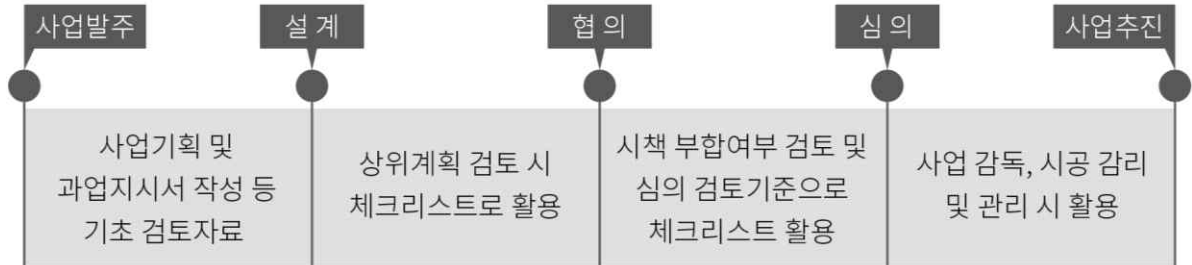 사업발주
설 계
협 의
심 의
사업추진
사업기획 및
과업지시서 작성 등
기초 검토자료
상위계획 검토 시
체크리스트로 활용
시책 부합여부 검토 및
심의 검토기준으로
체크리스트 활용
사업 감독, 시공 감리
및 관리 시 활용